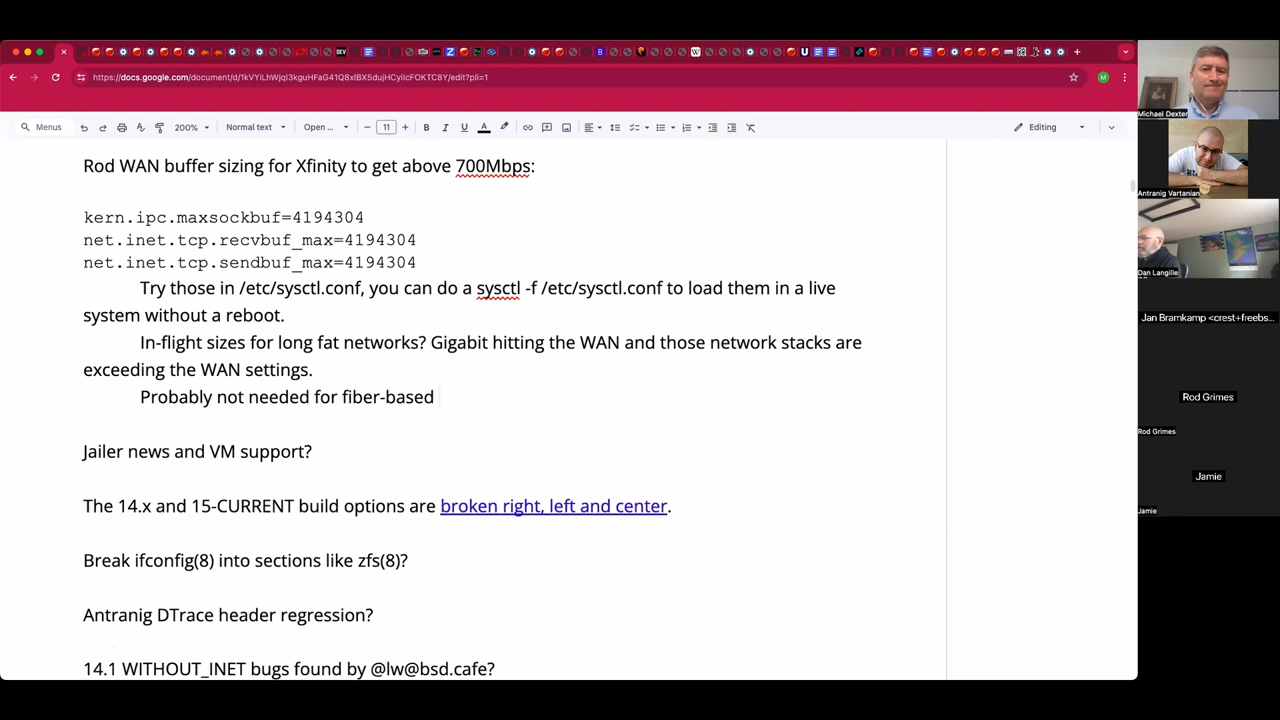 https://docs.google.com/document/d/1kVYiLhWjqI3kguHFaG41Q8xIBX5dujHCyilcFOKTC8Y/edit?pli=1
Menus
200%
Normal text
Open ...
11
Editing
Rod WAN buffer sizing for Xfinity to get above 700Mbps:
kern.ipc.maxsockbuf=4194304
net.inet.tcp.recvbuf_max=4194304
net.inet.tcp.sendbuf_max=4194304
Try those in /etc/sysctl.conf, you can do a sysctl -f /etc/sysctl.conf to load them in a live
system without a reboot.
In-flight sizes for long fat networks? Gigabit hitting the WAN and those network stacks are
exceeding the WAN settings.
Probably not needed for fiber-based
Jailer news and VM support?
The 14.x and 15-CURRENT build options are broken right, left and center.
Break ifconfig(8) into sections like zfs(8)?
Antranig DTrace header regression?
14.1 WITHOUT_INET bugs found by @lw@bsd.cafe?
Michael Dexter
Antranig Vartanian
Dan Langille
Jan Bramkamp <crest+freebs...
Rod Grimes
Rod Grimes
Jamie
Jamie